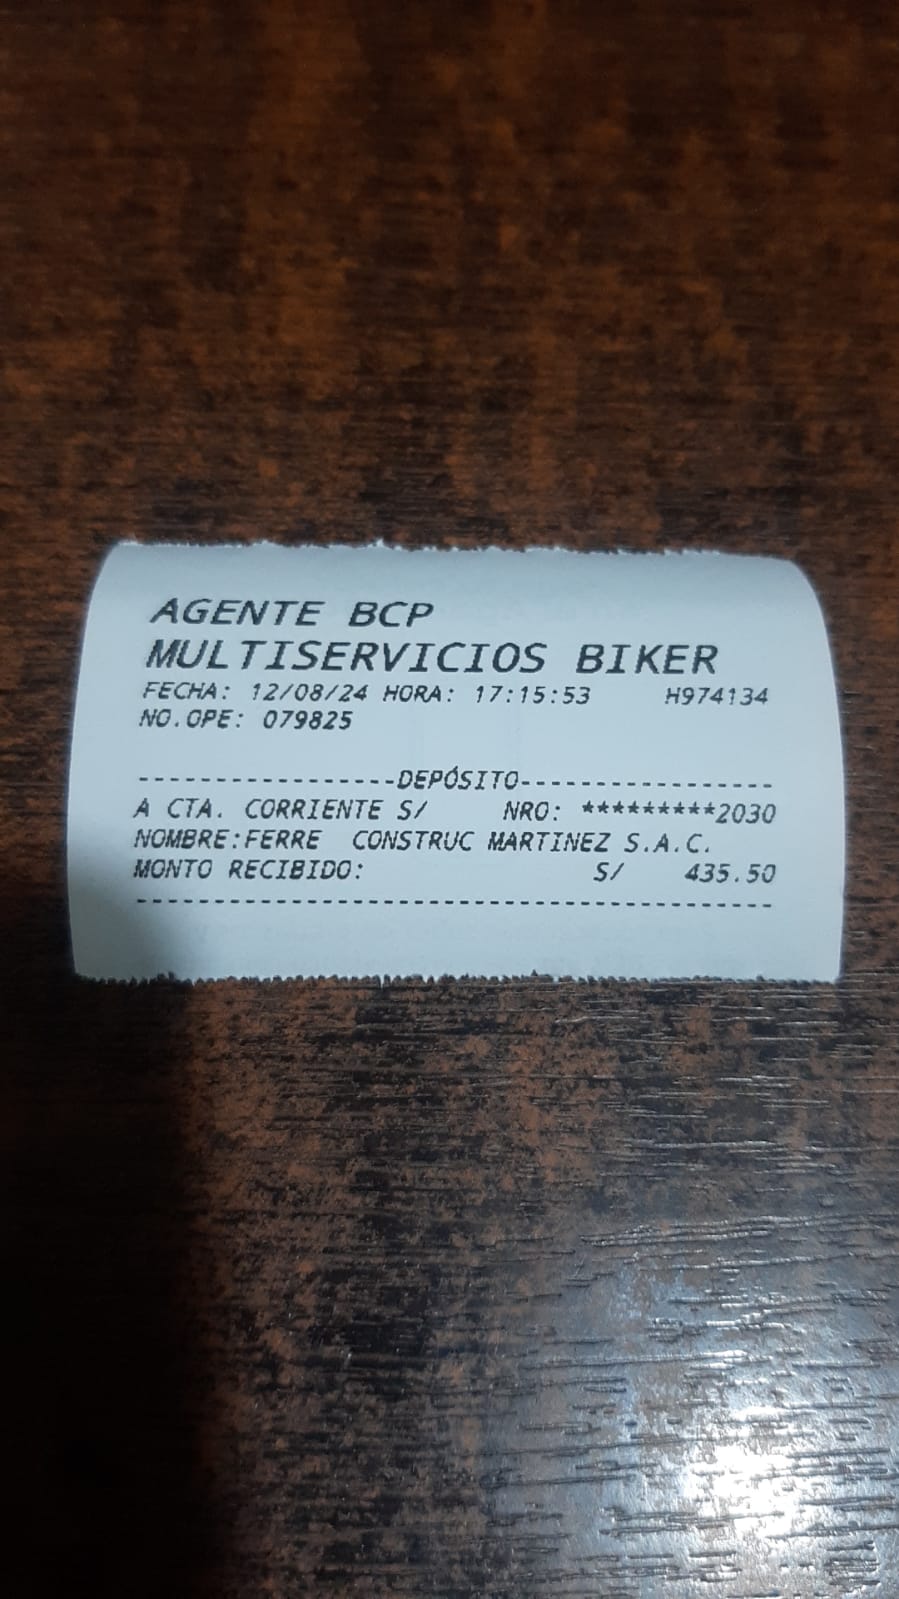 AGENTE BCP
MULTISERVICIOS BIKER
FECHA: 12/08/24 HORA: 17:15:53 H974134
NO.OPE: 079825
-----------------DEPÓSITO-----------------
A CTA. CORRIENTE S/ NRO: *********2030
NOMBRE:FERRE CONSTRUC MARTINEZ S.A.C.
MONTO RECIBIDO: S/ 435.50
------------------------------------------